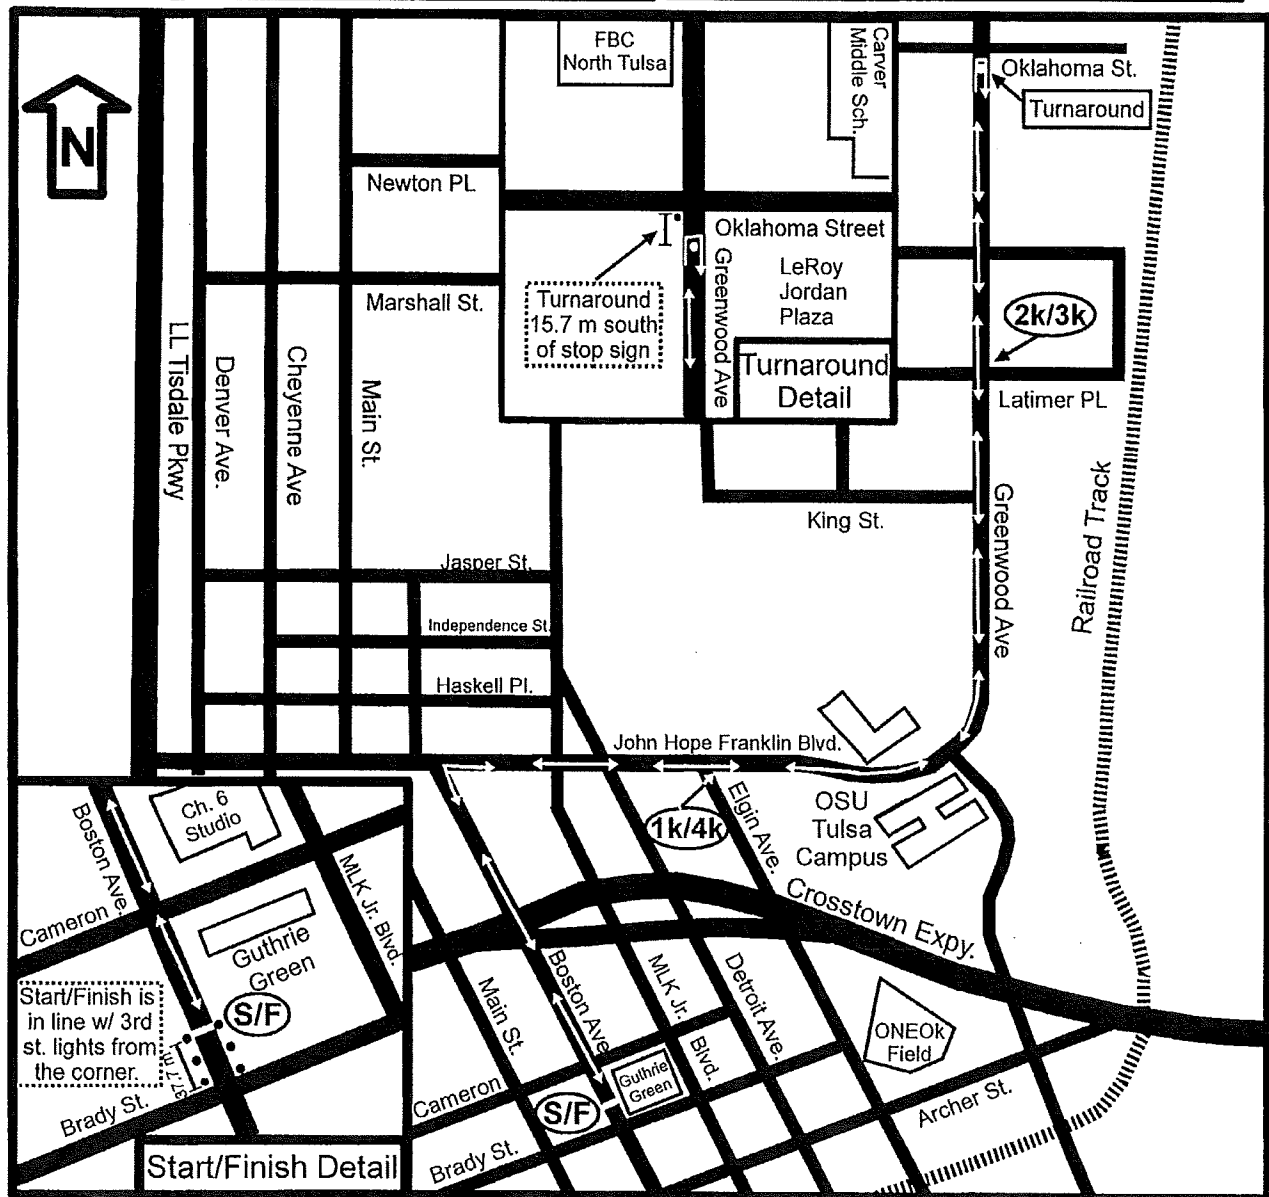 N
FBC
North Tulsa
Carver
Middle Sch.
Oklahoma St.
Turnaround
Newton PL
Oklahoma Street
LeRoy
Jordan
Plaza
Turnaround
15.7 m south
of stop sign
Greenwood Ave
Turnaround
Detail
2k/3k
Latimer PL
Marshall St.
LL Tisdale Pkwy
Denver Ave.
Cheyenne Ave
Main St.
King St.
Greenwood Ave
Railroad Track
Jasper St.
Independence St.
Haskell Pl.
John Hope Franklin Blvd.
1k/4k
Elgin Ave.
OSU
Tulsa
Campus
Crosstown Expy.
Boston Ave.
Ch. 6
Studio
MLK Jr. Blvd.
Cameron
Guthrie
Green
Start/Finish is
in line w/ 3rd
st. lights from
the corner.
S/F
37.7 m
Brady St.
Start/Finish Detail
Main St.
Boston Ave
MLK Jr.
Blvd.
Detroit Ave.
ONEOk
Field
Guthrie
Green
Cameron
S/F
Brady St.
Archer St.